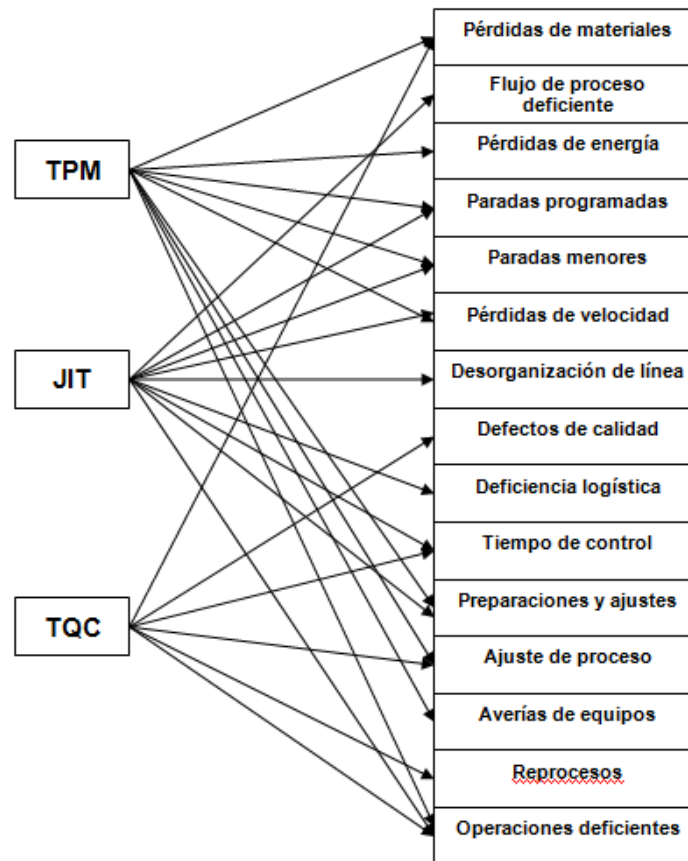 Pérdidas de materiales
Flujo de proceso
deficiente
TPM
Pérdidas de energía
Paradas programadas
Paradas menores
Pérdidas de velocidad
JIT
Desorganización de línea
Defectos de calidad
Deficiencia logística
Tiempo de control
TQC
Preparaciones y ajustes
Ajuste de proceso
Averías de equipos
Reprocesos
Operaciones deficientes